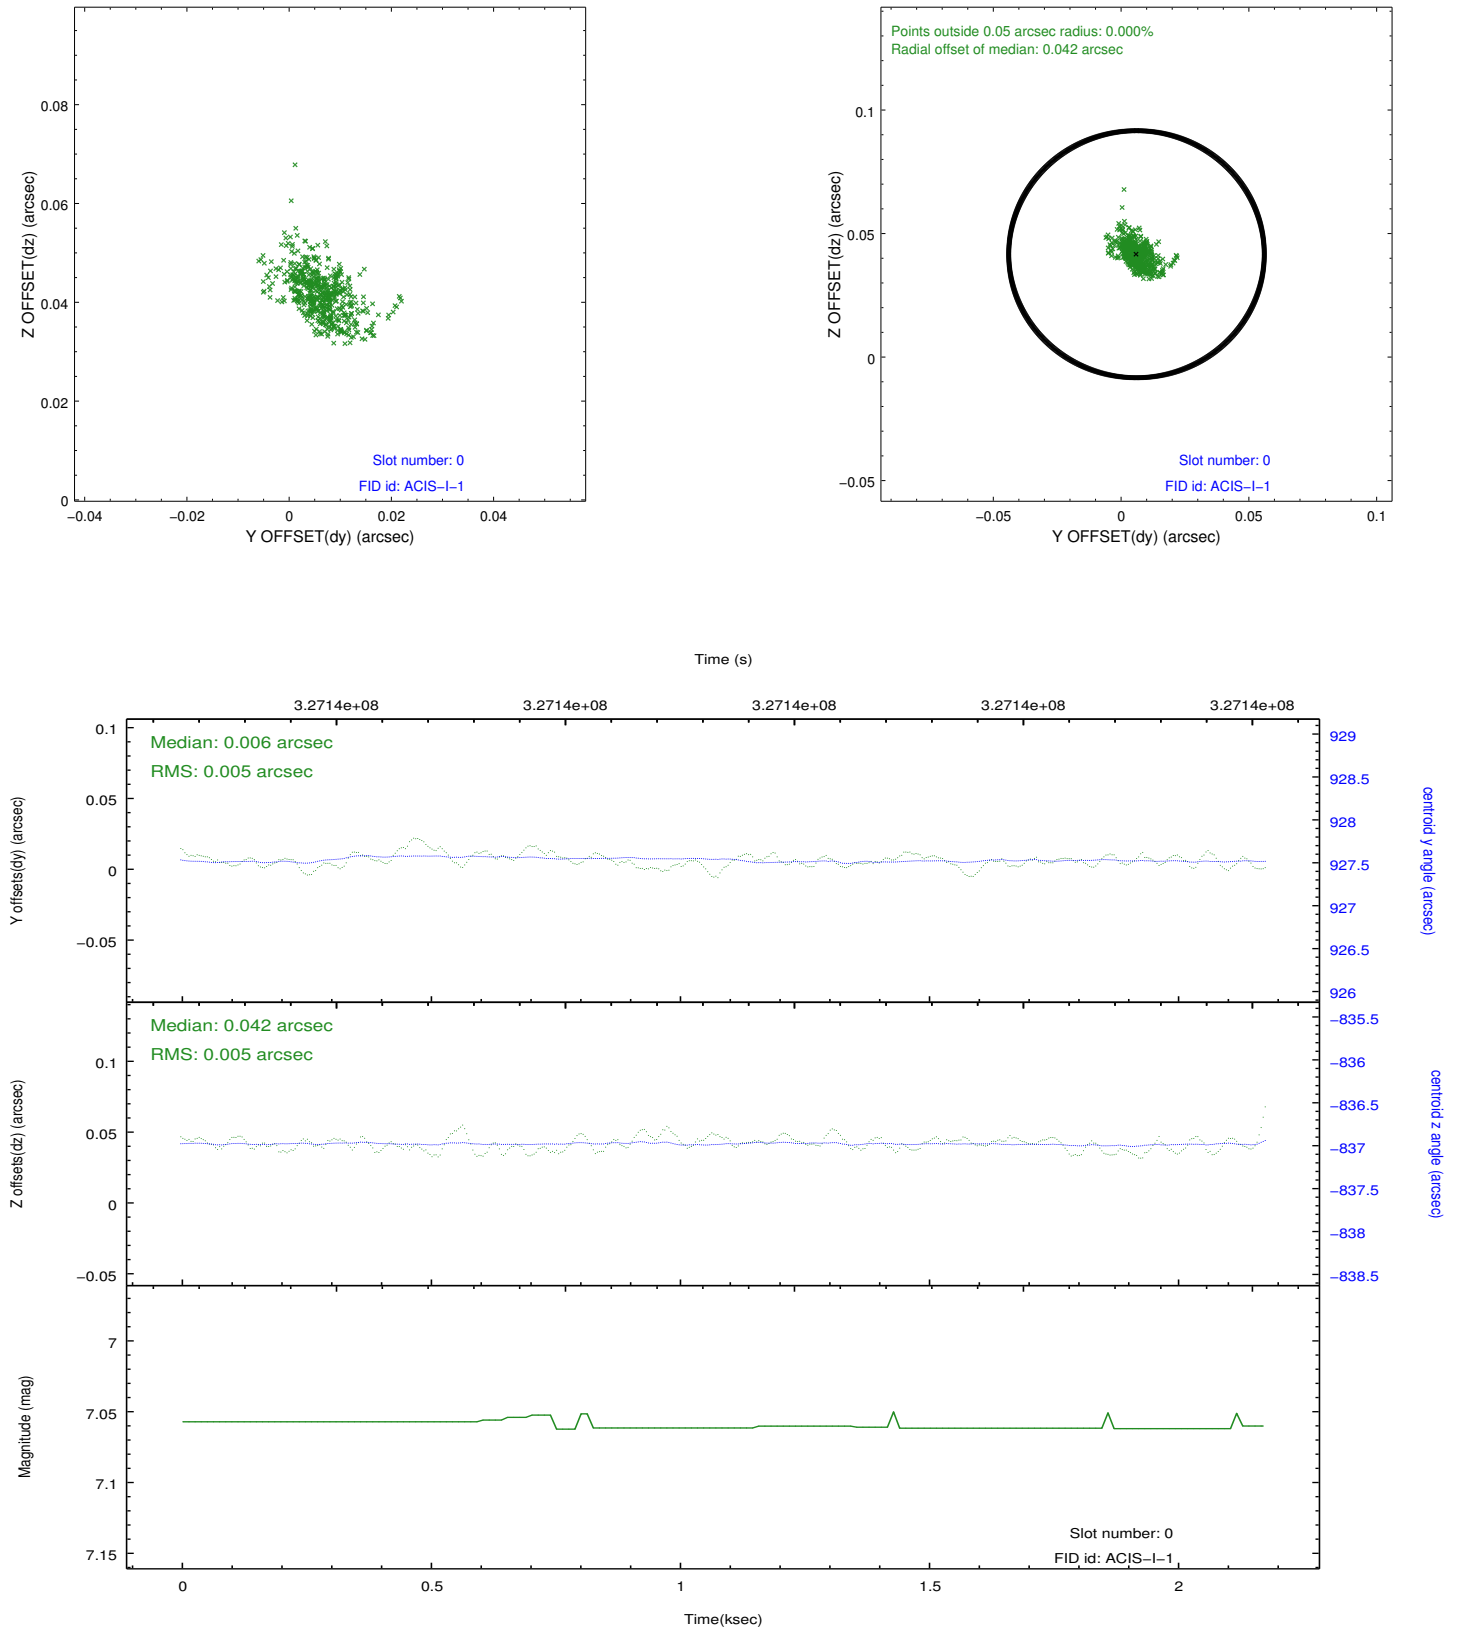 0.08
0.06
0.04
0.02
0
−0.04
−0.02
0
0.02
0.04
Z OFFSET(dz) (arcsec)
Y OFFSET(dy) (arcsec)
Slot number: 0
FID id: ACIS−I−1
Points outside 0.05 arcsec radius: 0.000%
Radial offset of median: 0.042 arcsec
0.1
0.05
0
−0.05
−0.05
0
0.05
0.1
Z OFFSET(dz) (arcsec)
Y OFFSET(dy) (arcsec)
Slot number: 0
FID id: ACIS−I−1
Time (s)
3.2714e+08
3.2714e+08
3.2714e+08
3.2714e+08
3.2714e+08
Median: 0.006 arcsec
RMS: 0.005 arcsec
0.1
0.05
0
−0.05
Y offsets(dy) (arcsec)
929
928.5
928
927.5
927
926.5
926
centroid y angle (arcsec)
Median: 0.042 arcsec
RMS: 0.005 arcsec
0.1
0.05
0
−0.05
Z offsets(dz) (arcsec)
−835.5
−836
−836.5
−837
−837.5
−838
−838.5
centroid z angle (arcsec)
7
7.05
7.1
7.15
Magnitude (mag)
Slot number: 0
FID id: ACIS−I−1
0
0.5
1
1.5
2
Time(ksec)